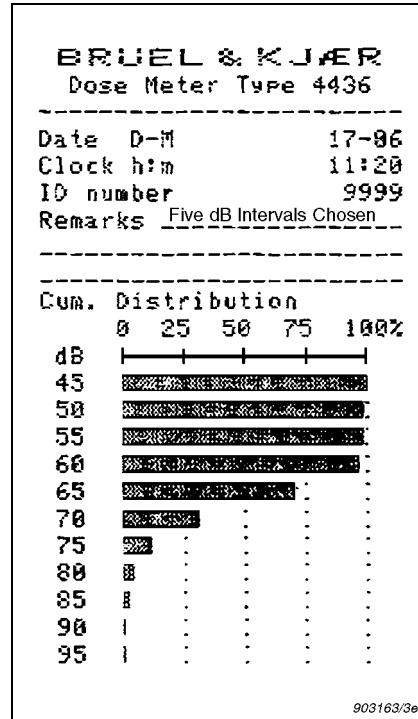 BRÜEL & KJÆR
Dose Meter Type 4436
Date D-M 17-06
Clock h:m 11:20
ID number 9999
Remarks Five dB Intervals Chosen
Cum. Distribution
0 25 50 75 100%
dB
45
50
55
60
65
70
75
80
85
90
95
903163/3e